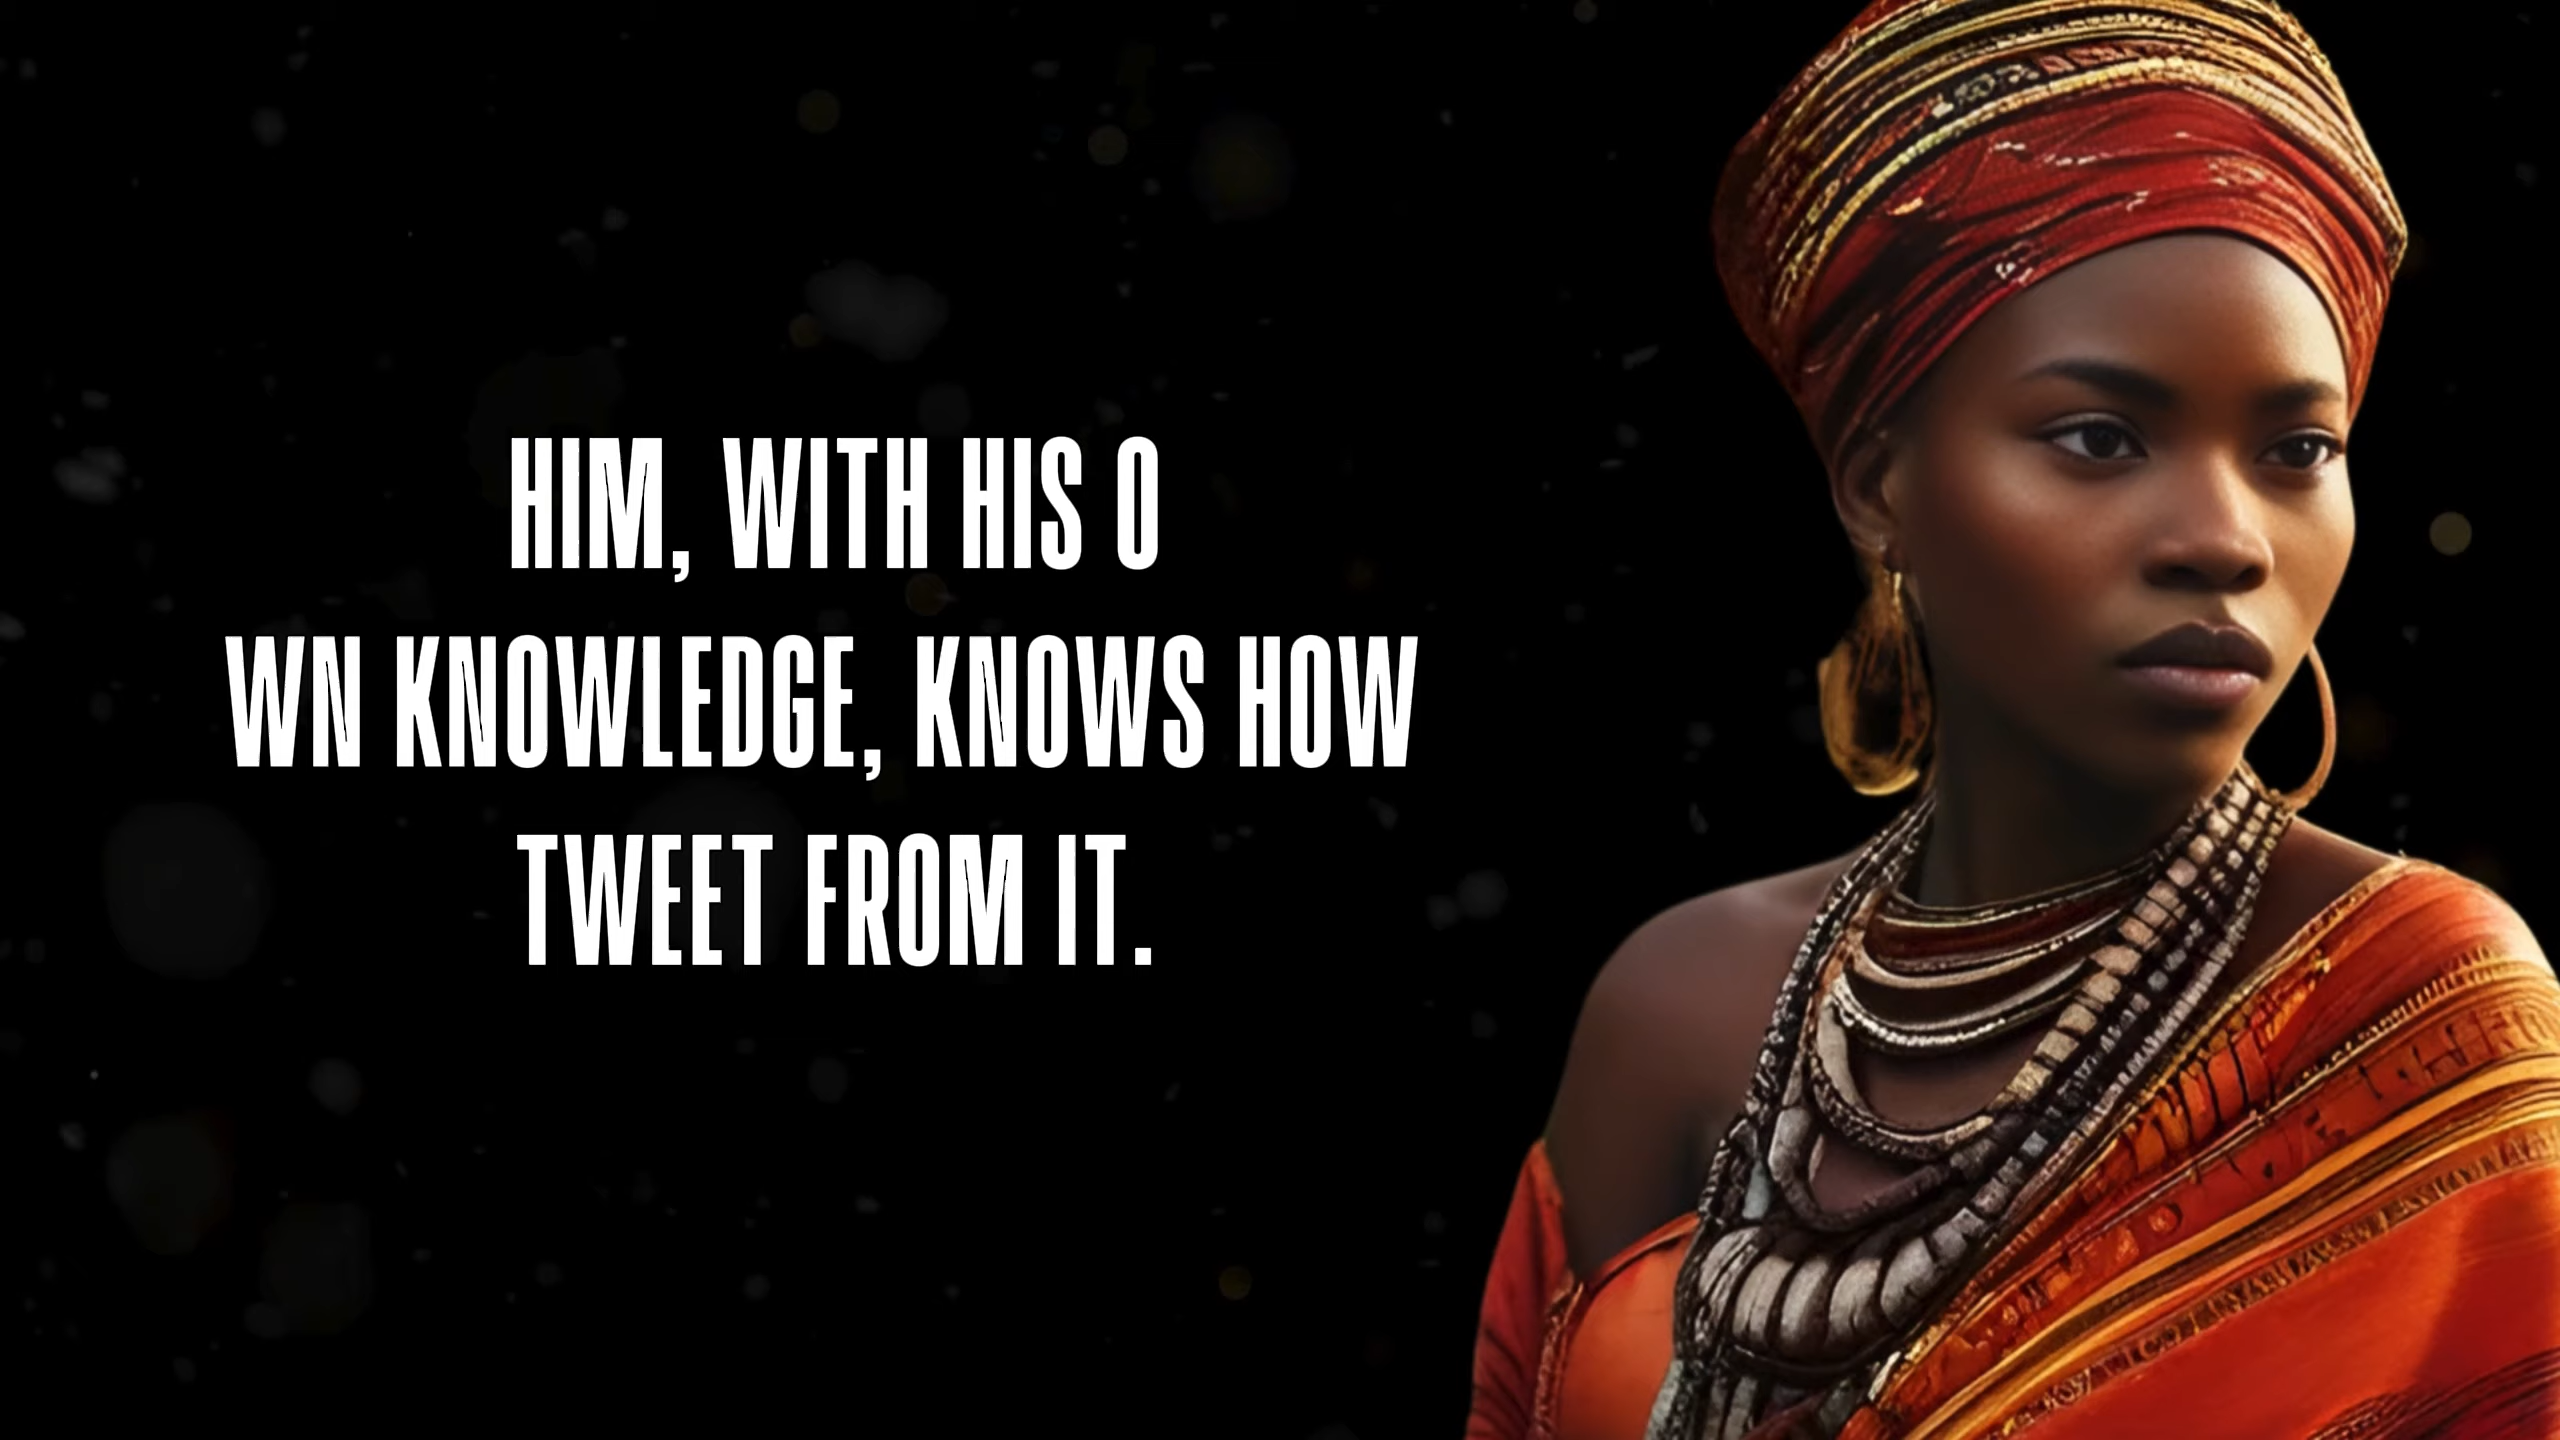 HIM, WITH HIS O
WN KNOWLEDGE, KNOWS HOW
TWEET FROM IT.